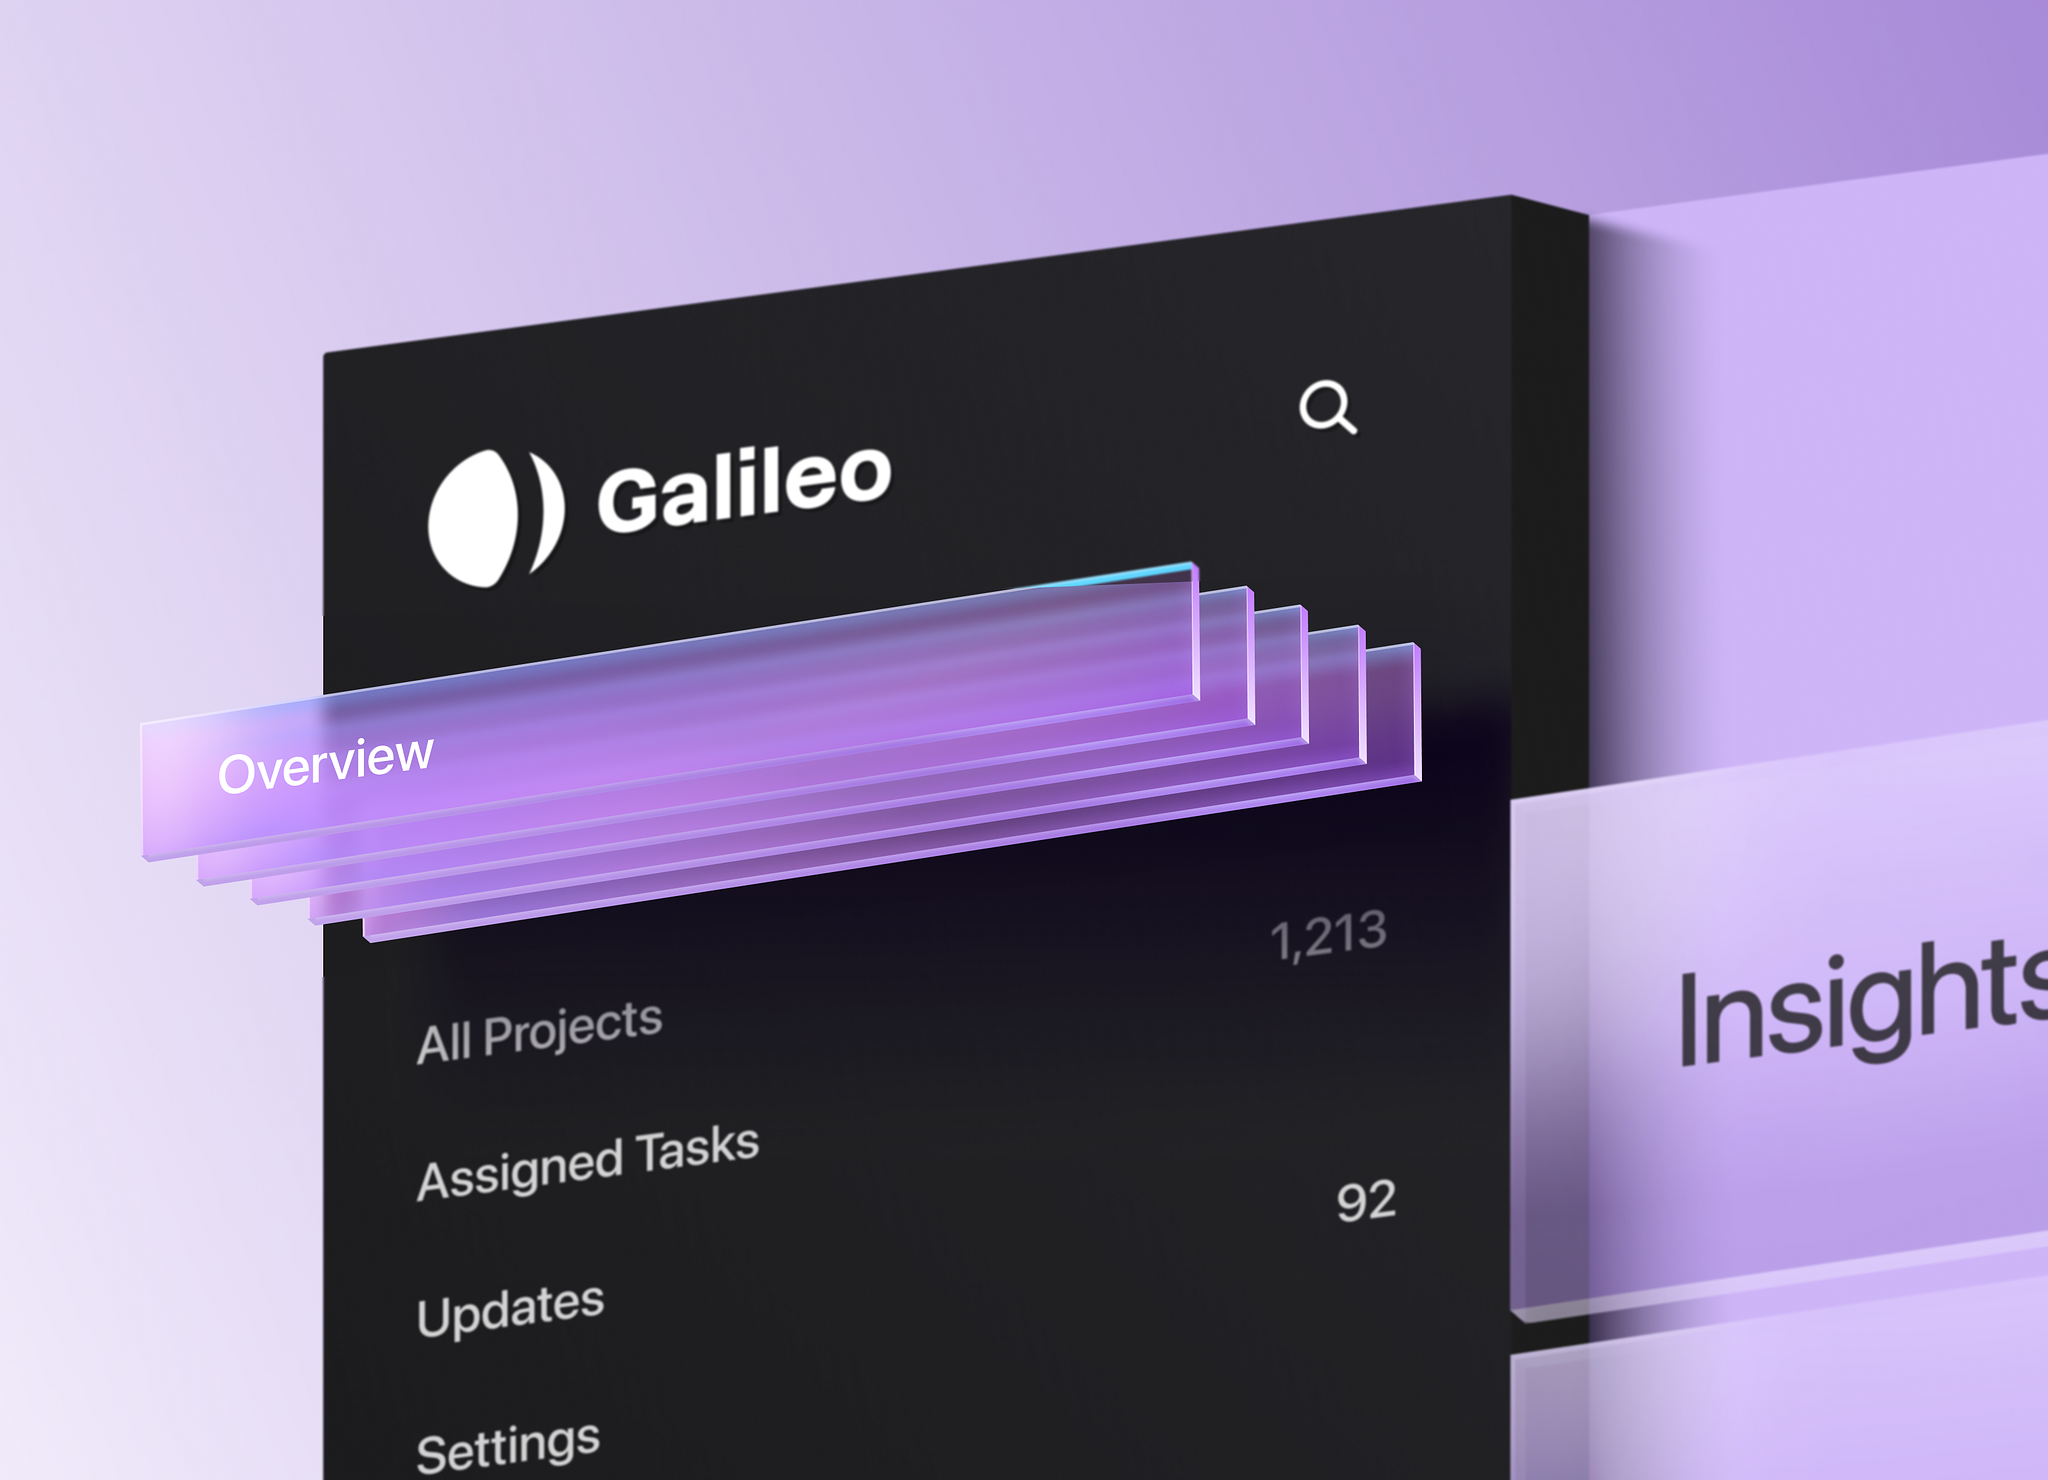 Galileo
Overview
All Projects 1,213
Assigned Tasks
Updates 92
Settings
Insights